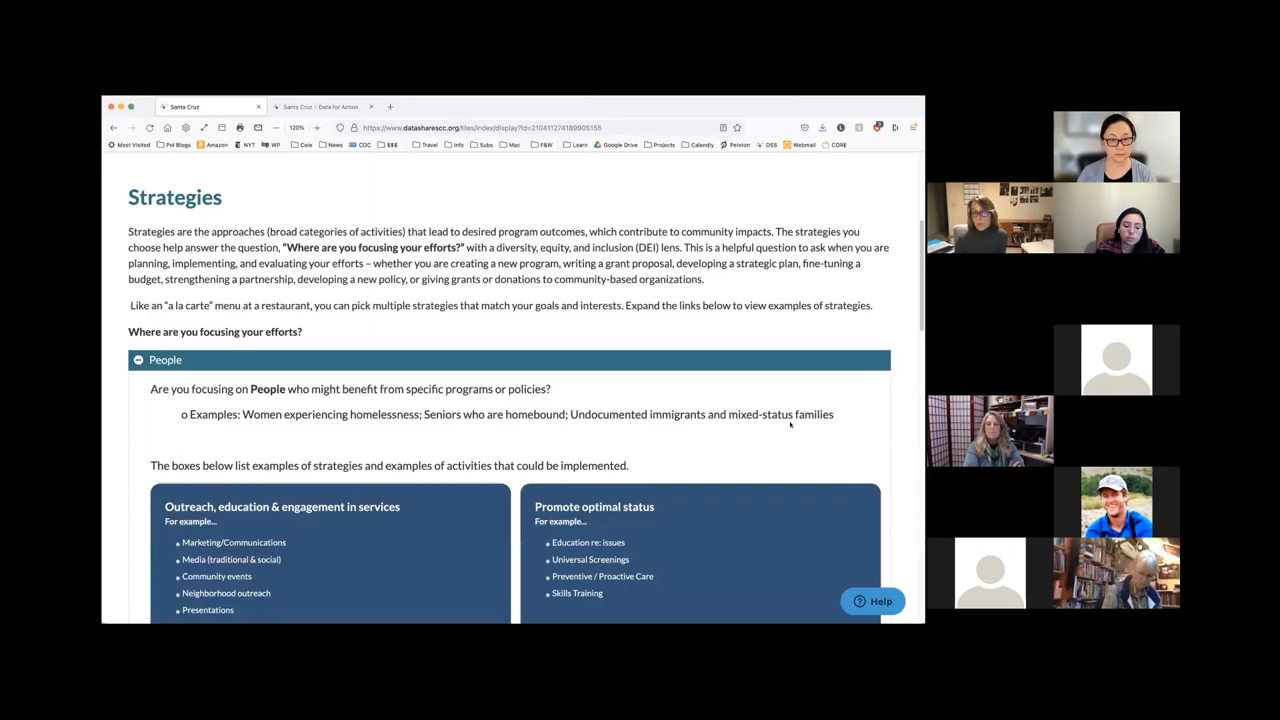 Santa Cruz
Santa Cruz :: Data for Action
120%
https://www.datasharescc.org/tiles/index/display?id=210411274189905155
Most Visited Pol Blogs Amazon NYT WP Cole News CDC $$$ Travel Info Subs Mac F&W Learn Google Drive Projects Calendly Peloton DSS Webmail CORE
Strategies
Strategies are the approaches (broad categories of activities) that lead to desired program outcomes, which contribute to community impacts. The strategies you
choose help answer the question, “Where are you focusing your efforts?” with a diversity, equity, and inclusion (DEI) lens. This is a helpful question to ask when you are
planning, implementing, and evaluating your efforts – whether you are creating a new program, writing a grant proposal, developing a strategic plan, fine-tuning a
budget, strengthening a partnership, developing a new policy, or giving grants or donations to community-based organizations.
Like an “a la carte” menu at a restaurant, you can pick multiple strategies that match your goals and interests. Expand the links below to view examples of strategies.
Where are you focusing your efforts?
People
Are you focusing on People who might benefit from specific programs or policies?
o Examples: Women experiencing homelessness; Seniors who are homebound; Undocumented immigrants and mixed-status families
The boxes below list examples of strategies and examples of activities that could be implemented.
Outreach, education & engagement in services
For example...
Marketing/Communications
Media (traditional & social)
Community events
Neighborhood outreach
Presentations
Promote optimal status
For example...
Education re: issues
Universal Screenings
Preventive / Proactive Care
Skills Training
Help